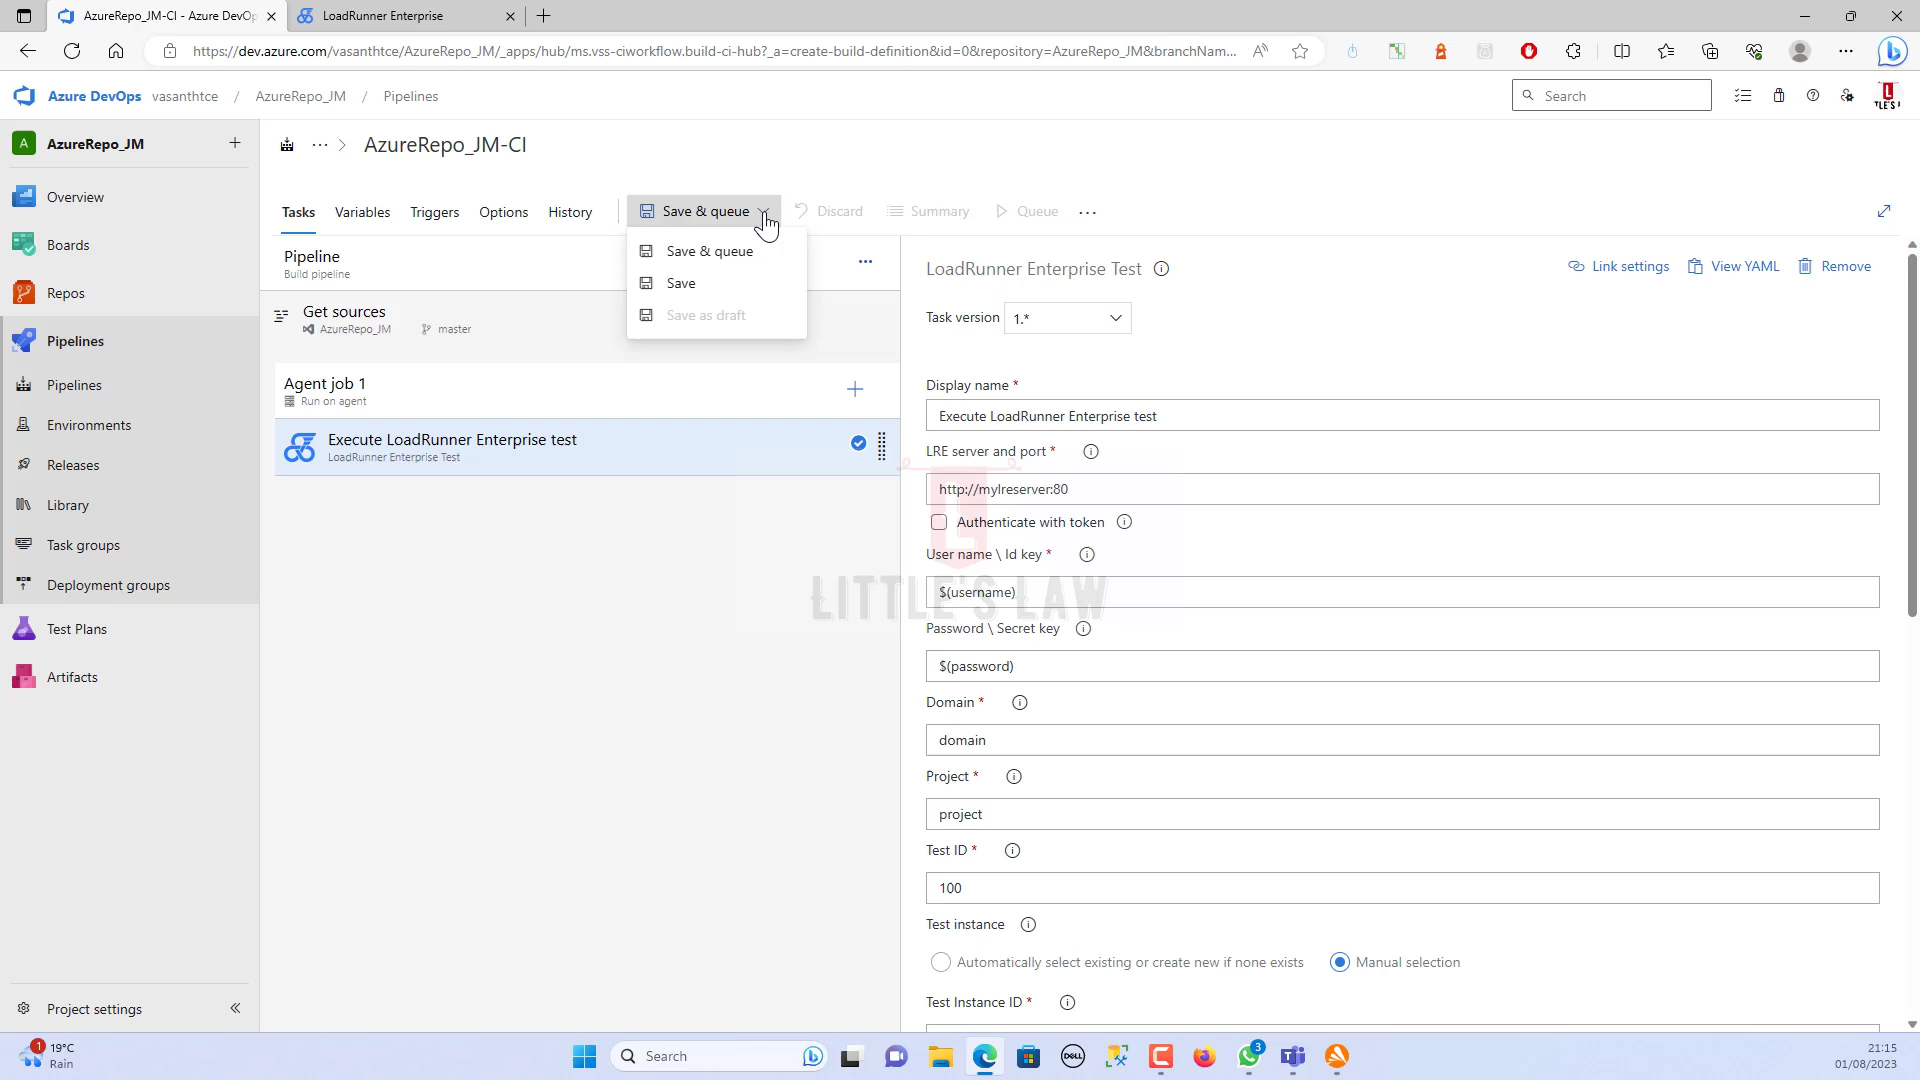 AzureRepo_JM-CI - Azure DevOp
LoadRunner Enterprise
https://dev.azure.com/vasanthtce/AzureRepo_JM/_apps/hub/ms.vss-ciworkflow.build-ci-hub?_a=create-build-definition&id=0&repository=AzureRepo_JM&branchNam...
Azure DevOps vasanthtce / AzureRepo_JM / Pipelines
Search
A AzureRepo_JM
AzureRepo_JM-CI
Overview
Boards
Repos
Pipelines
Pipelines
Environments
Releases
Library
Task groups
Deployment groups
Test Plans
Artifacts
Project settings
Tasks Variables Triggers Options History
Save & queue Discard Summary Queue
Save & queue
Save
Save as draft
Pipeline
Build pipeline
Get sources
AzureRepo_JM master
Agent job 1
Run on agent
Execute LoadRunner Enterprise test
LoadRunner Enterprise Test
LoadRunner Enterprise Test
Link settings View YAML Remove
Task version 1.*
Display name *
Execute LoadRunner Enterprise test
LRE server and port *
http://mylreserver:80
Authenticate with token
User name \ Id key *
$(username)
LITTLE'S LAW
Password \ Secret key
$(password)
Domain *
domain
Project *
project
Test ID *
100
Test instance
Automatically select existing or create new if none exists Manual selection
Test Instance ID *
1
19°C
Rain
Search
DELL
3
21:15
01/08/2023